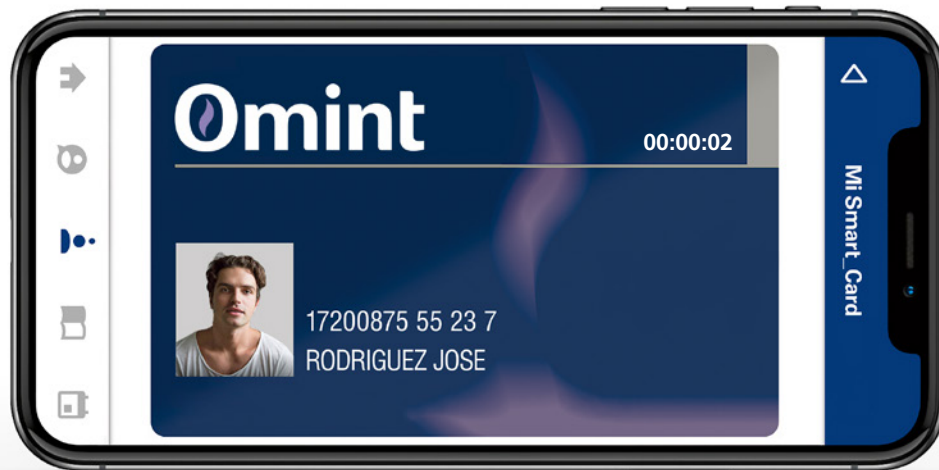 Omint
00:00:02
17200875 55 23 7
RODRIGUEZ JOSE
Mi Smart_Card